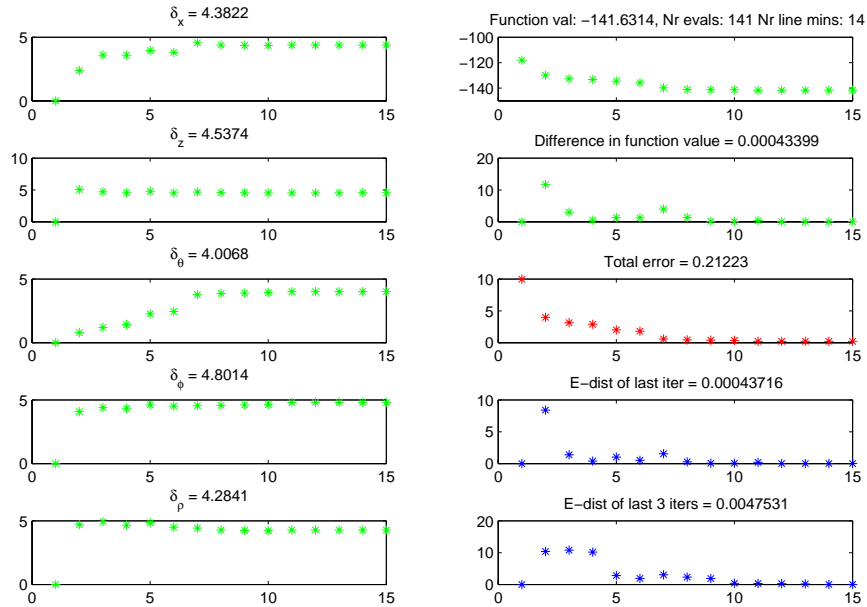 δx = 4.3822
5
0
0 5 10 15
δz = 4.5374
10
5
0
0 5 10 15
δθ = 4.0068
5
0
0 5 10 15
δϕ = 4.8014
5
0
0 5 10 15
δρ = 4.2841
5
0
0 5 10 15
Function val: −141.6314, Nr evals: 141 Nr line mins: 14
−100
−120
−140
0 5 10 15
Difference in function value = 0.00043399
20
10
0
0 5 10 15
Total error = 0.21223
10
5
0
0 5 10 15
E−dist of last iter = 0.00043716
10
5
0
0 5 10 15
E−dist of last 3 iters = 0.0047531
20
10
0
0 5 10 15